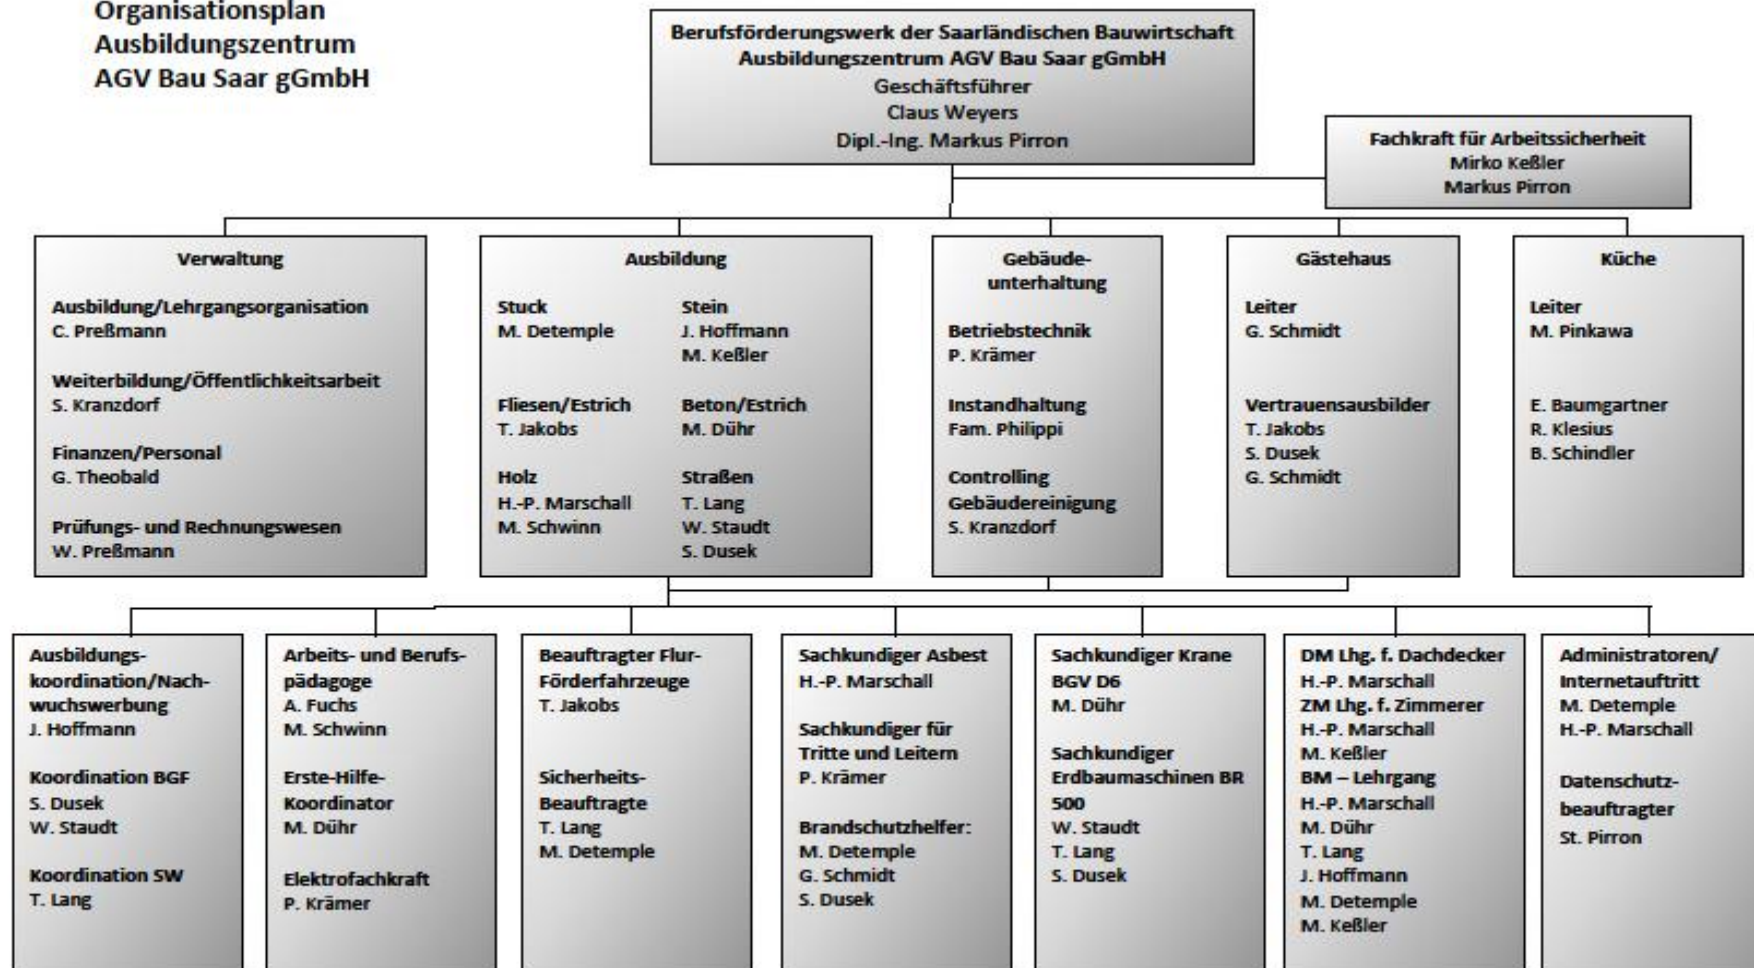 Organisationsplan
Ausbildungszentrum
AGV Bau Saar gGmbH
Berufsförderungswerk der Saarländischen Bauwirtschaft
Ausbildungszentrum AGV Bau Saar gGmbH
Geschäftsführer
Claus Weyers
Dipl.-Ing. Markus Pirron
Fachkraft für Arbeitssicherheit
Mirko Keßler
Markus Pirron
Verwaltung
Ausbildung/Lehrgangsorganisation
C. Preßmann
Weiterbildung/Öffentlichkeitsarbeit
S. Kranzdorf
Finanzen/Personal
G. Theobald
Prüfungs- und Rechnungswesen
W. Preßmann
Ausbildung
Stuck
M. Detemple
Fliesen/Estrich
T. Jakobs
Holz
H.-P. Marschall
M. Schwinn
Stein
J. Hoffmann
M. Keßler
Beton/Estrich
M. Dühr
Straßen
T. Lang
W. Staudt
S. Dusek
Gebäude-
unterhaltung
Betriebstechnik
P. Krämer
Instandhaltung
Fam. Philippi
Controlling
Gebäudereinigung
S. Kranzdorf
Gästehaus
Leiter
G. Schmidt
Vertrauensausbilder
T. Jakobs
S. Dusek
G. Schmidt
Küche
Leiter
M. Pinkawa
E. Baumgartner
R. Klesius
B. Schindler
Ausbildungs-
koordination/Nach-
wuchswerbung
J. Hoffmann
Koordination BGF
S. Dusek
W. Staudt
Koordination SW
T. Lang
Arbeits- und Berufs-
pädagoge
A. Fuchs
M. Schwinn
Erste-Hilfe-
Koordinator
M. Dühr
Elektrofachkraft
P. Krämer
Beauftragter Flur-
Förderfahrzeuge
T. Jakobs
Sicherheits-
Beauftragte
T. Lang
M. Detemple
Sachkundiger Asbest
H.-P. Marschall
Sachkundiger für
Tritte und Leitern
P. Krämer
Brandschutzhelfer:
M. Detemple
G. Schmidt
S. Dusek
Sachkundiger Krane
BGV D6
M. Dühr
Sachkundiger
Erdbaumaschinen BR
500
W. Staudt
T. Lang
S. Dusek
DM Lhg. f. Dachdecker
H.-P. Marschall
ZM Lhg. f. Zimmerer
H.-P. Marschall
M. Keßler
BM – Lehrgang
H.-P. Marschall
M. Dühr
T. Lang
J. Hoffmann
M. Detemple
M. Keßler
Administratoren/
Internetauftritt
M. Detemple
H.-P. Marschall
Datenschutz-
beauftragter
St. Pirron